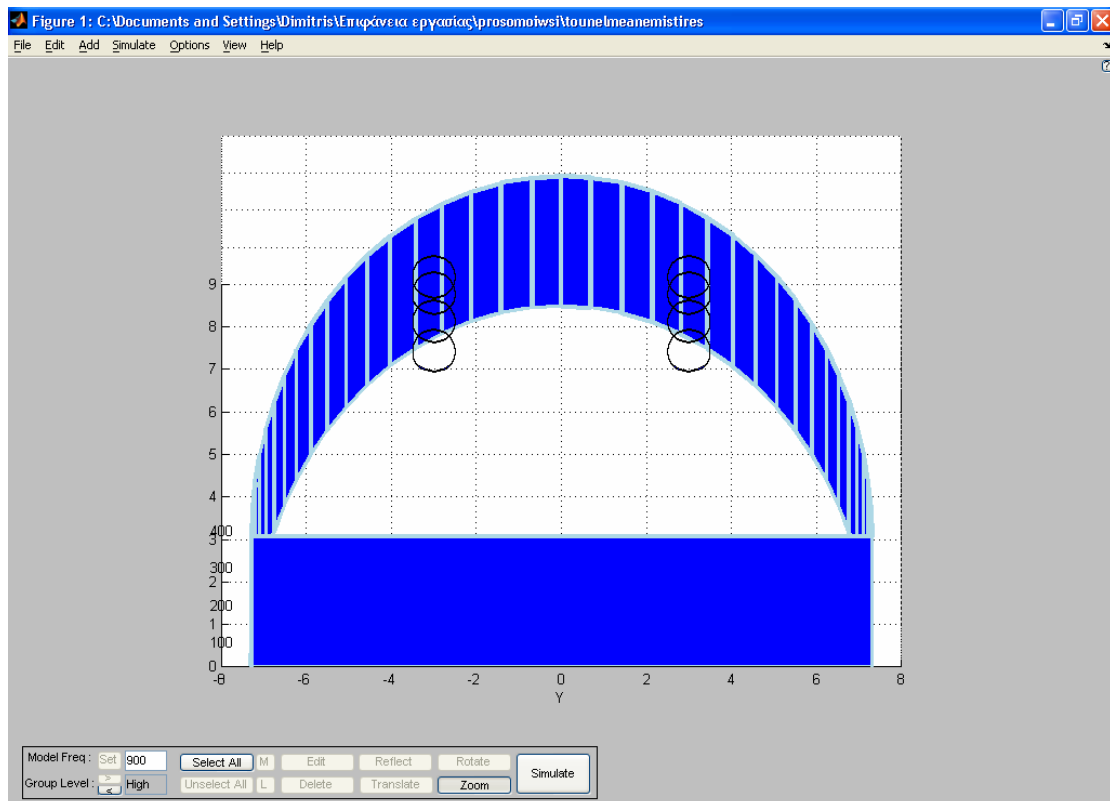 Figure 1: C:\Documents and Settings\Dimitris\Επιφάνεια εργασίας\prosomoiwsi\tounelmeanemistires
File Edit Add Simulate Options View Help
9
8
7
6
5
4
400
3
300
2
200
1
100
0
-8 -6 -4 -2 0 2 4 6 8
Y
Model Freq : Set 900 Select All M Edit Reflect Rotate
Simulate
Group Level : > < High Unselect All L Delete Translate Zoom